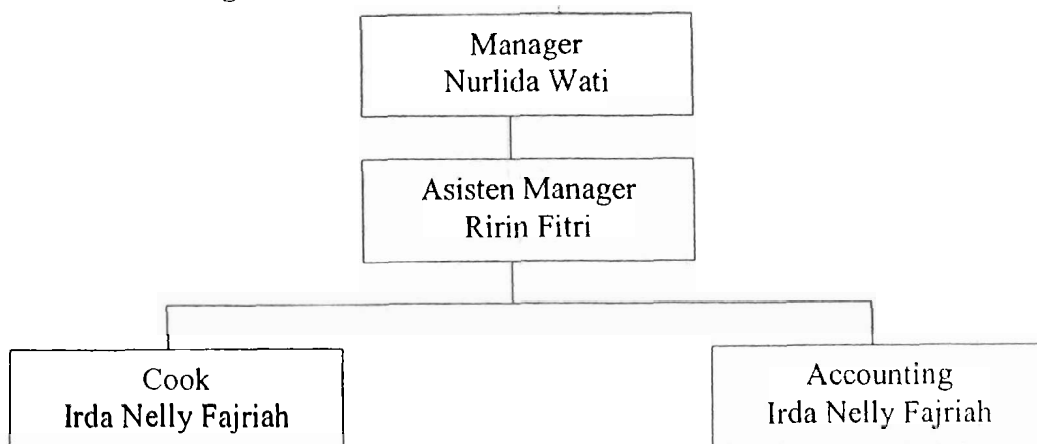 Manager
Nurlida Wati
Asisten Manager
Ririn Fitri
Cook
Irda Nelly Fajriah
Accounting
Irda Nelly Fajriah